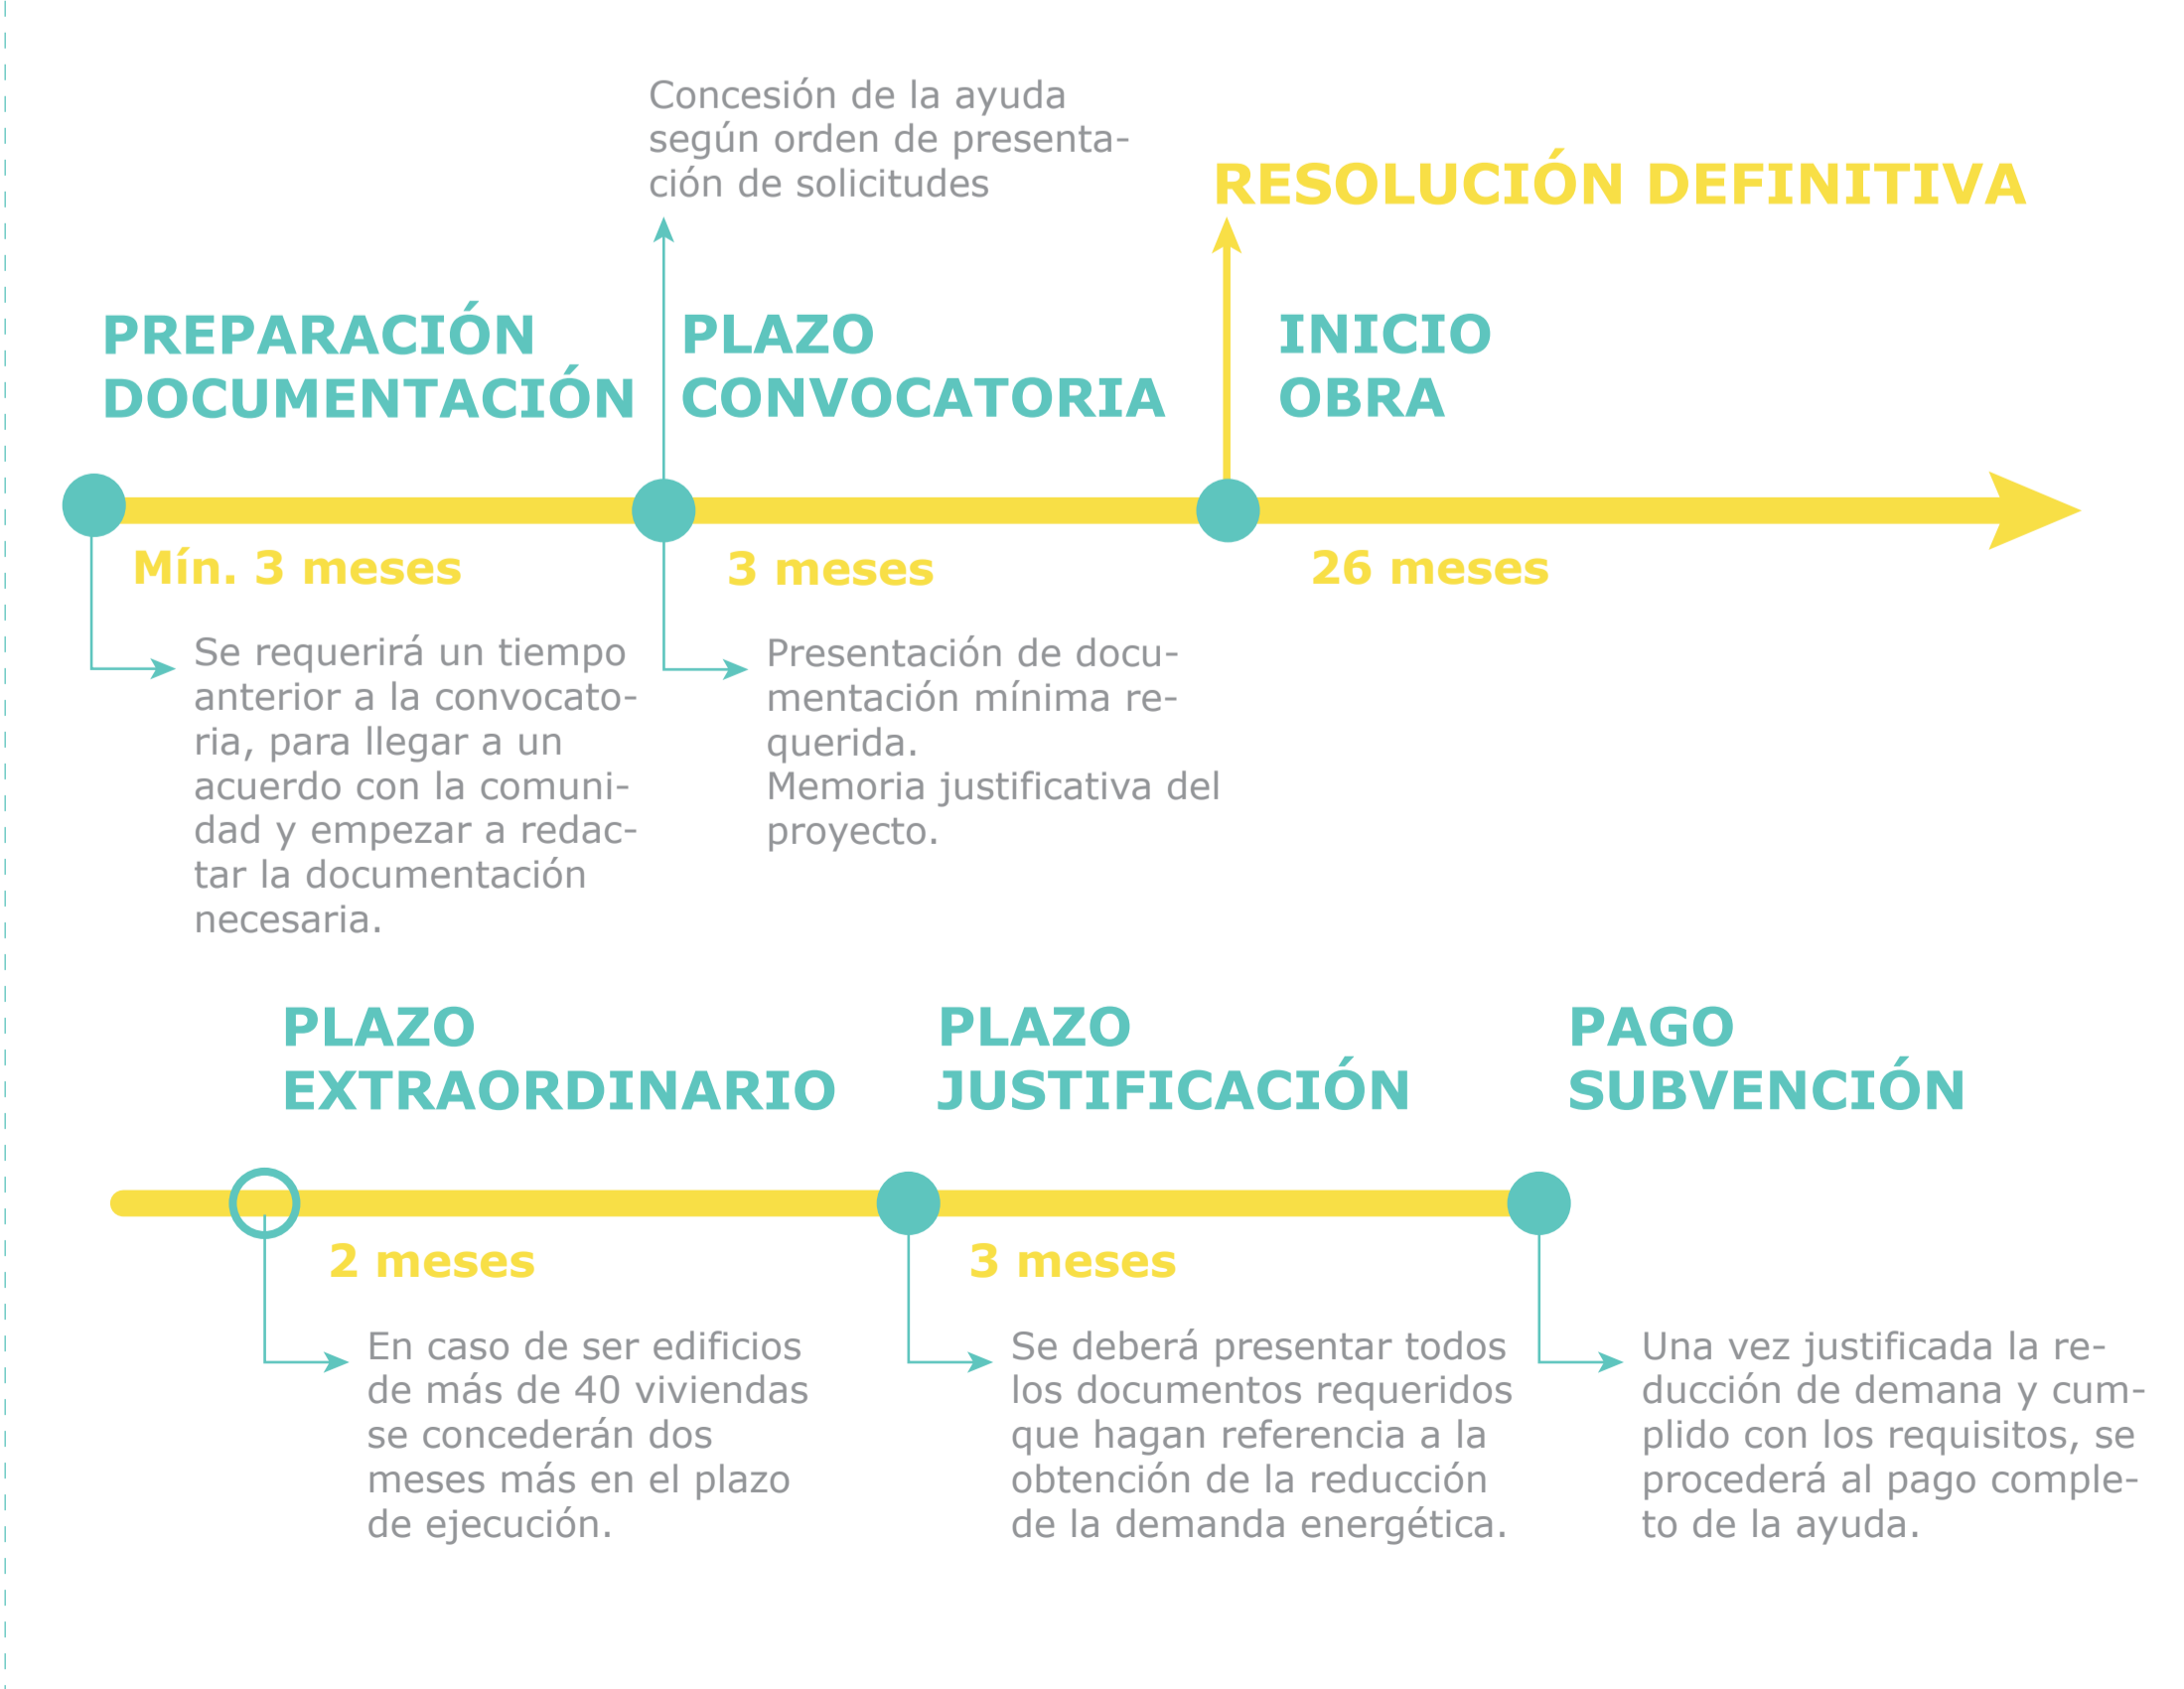 Concesión de la ayuda
según orden de presenta-
ción de solicitudes
RESOLUCIÓN DEFINITIVA
PREPARACIÓN
DOCUMENTACIÓN
PLAZO
CONVOCATORIA
INICIO
OBRA
Mín. 3 meses
3 meses
26 meses
Se requerirá un tiempo
anterior a la convocato-
ria, para llegar a un
acuerdo con la comuni-
dad y empezar a redac-
tar la documentación
necesaria.
Presentación de docu-
mentación mínima re-
querida.
Memoria justificativa del
proyecto.
PLAZO
EXTRAORDINARIO
PLAZO
JUSTIFICACIÓN
PAGO
SUBVENCIÓN
2 meses
3 meses
En caso de ser edificios
de más de 40 viviendas
se concederán dos
meses más en el plazo
de ejecución.
Se deberá presentar todos
los documentos requeridos
que hagan referencia a la
obtención de la reducción
de la demanda energética.
Una vez justificada la re-
ducción de demana y cum-
plido con los requisitos, se
procederá al pago comple-
to de la ayuda.